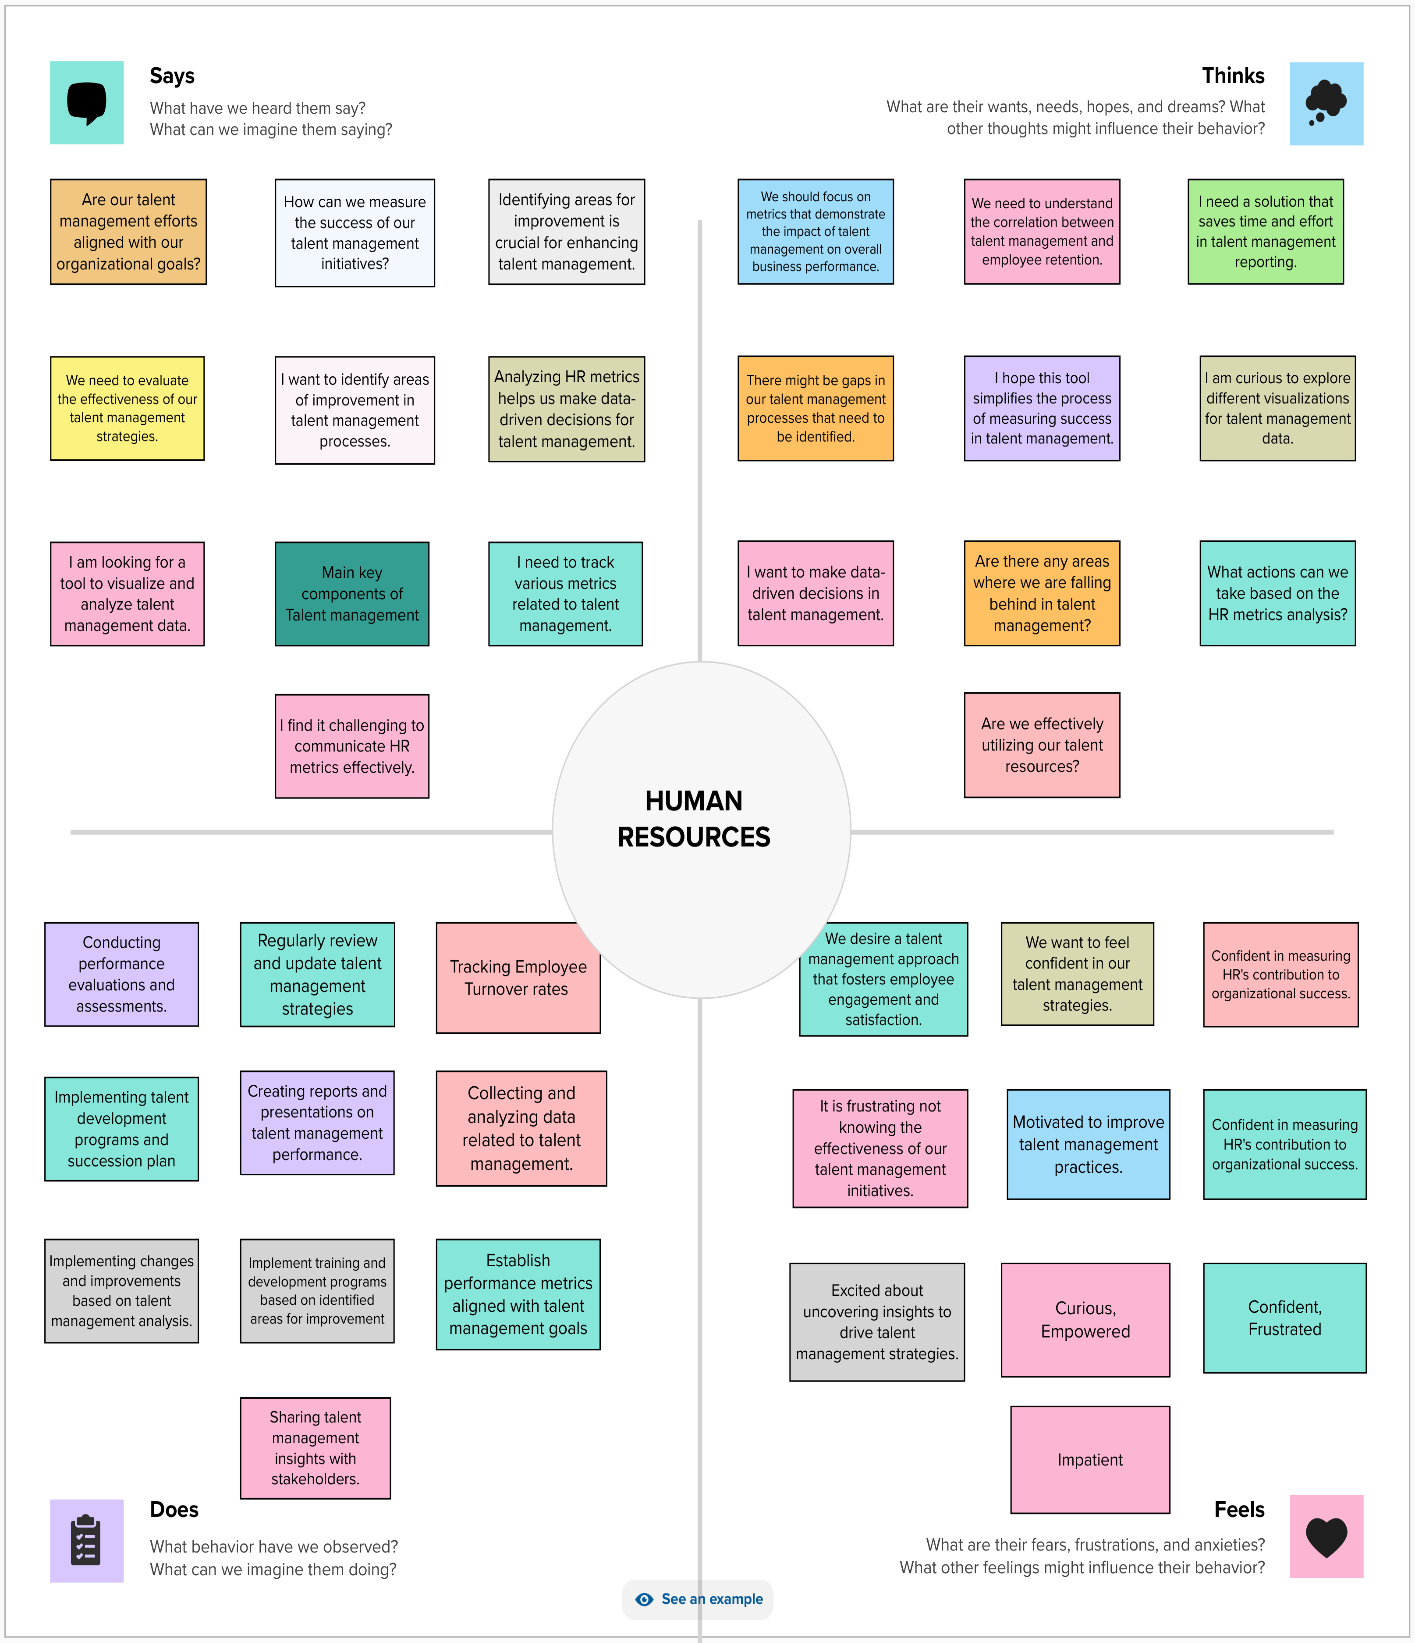 Says
What have we heard them say?
What can we imagine them saying?
Thinks
What are their wants, needs, hopes, and dreams? What
other thoughts might influence their behavior?
Are our talent
management efforts
aligned with our
organizational goals?
How can we measure
the success of our
talent management
initiatives?
Identifying areas for
improvement is
crucial for enhancing
talent management.
We need to evaluate
the effectiveness of our
talent management
strategies.
I want to identify areas
of improvement in
talent management
processes.
Analyzing HR metrics
helps us make data-
driven decisions for
talent management.
I am looking for a
tool to visualize and
analyze talent
management data.
Main key
components of
Talent management
I need to track
various metrics
related to talent
management.
I find it challenging to
communicate HR
metrics effectively.
We should focus on
metrics that demonstrate
the impact of talent
management on overall
business performance.
We need to understand
the correlation between
talent management and
employee retention.
I need a solution that
saves time and effort
in talent management
reporting.
There might be gaps in
our talent management
processes that need to
be identified.
I hope this tool
simplifies the process
of measuring success
in talent management.
I am curious to explore
different visualizations
for talent management
data.
I want to make data-
driven decisions in
talent management.
Are there any areas
where we are falling
behind in talent
management?
What actions can we
take based on the
HR metrics analysis?
Are we effectively
utilizing our talent
resources?
HUMAN
RESOURCES
Conducting
performance
evaluations and
assessments.
Regularly review
and update talent
management
strategies
Tracking Employee
Turnover rates
Implementing talent
development
programs and
succession plan
Creating reports and
presentations on
talent management
performance.
Collecting and
analyzing data
related to talent
management.
Implementing changes
and improvements
based on talent
management analysis.
Implement training and
development programs
based on identified
areas for improvement
Establish
performance metrics
aligned with talent
management goals
Sharing talent
management
insights with
stakeholders.
We desire a talent
management approach
that fosters employee
engagement and
satisfaction.
We want to feel
confident in our
talent management
strategies.
Confident in measuring
HR's contribution to
organizational success.
It is frustrating not
knowing the
effectiveness of our
talent management
initiatives.
Motivated to improve
talent management
practices.
Confident in measuring
HR's contribution to
organizational success.
Excited about
uncovering insights to
drive talent
management strategies.
Curious,
Empowered
Confident,
Frustrated
Impatient
Does
What behavior have we observed?
What can we imagine them doing?
Feels
What are their fears, frustrations, and anxieties?
What other feelings might influence their behavior?
See an example